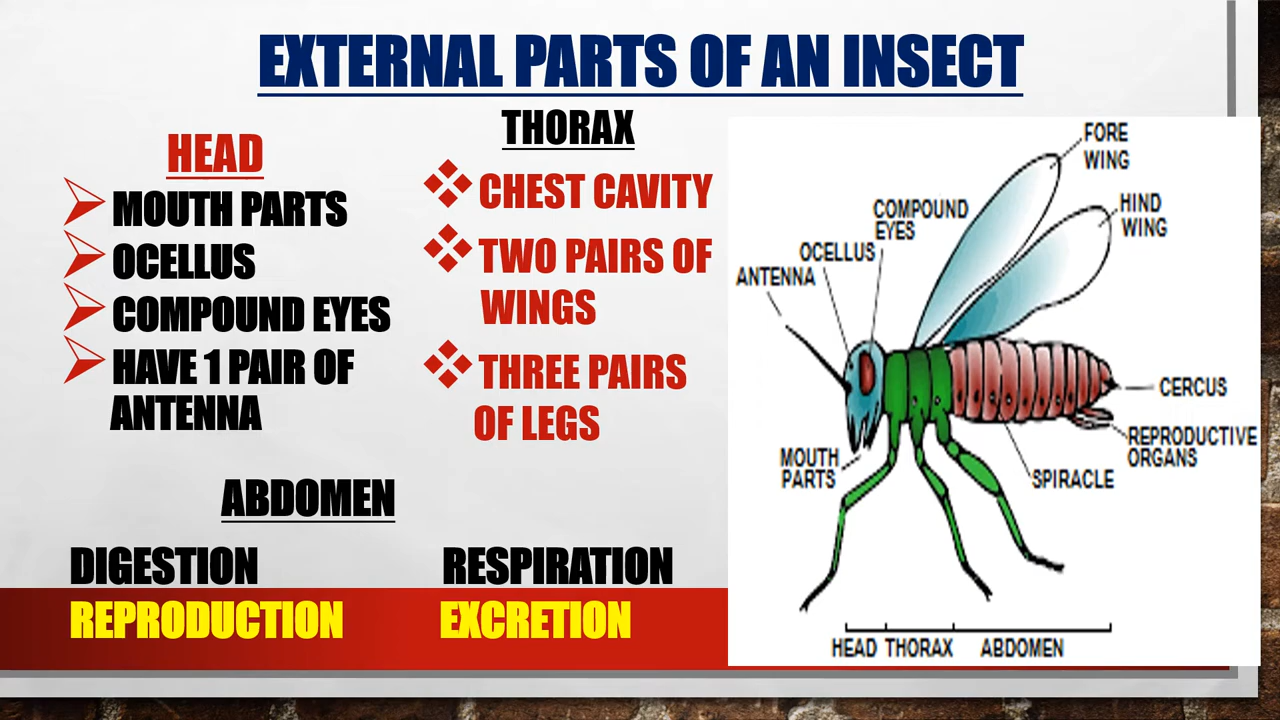 EXTERNAL PARTS OF AN INSECT
HEAD
MOUTH PARTS
OCELLUS
COMPOUND EYES
HAVE 1 PAIR OF
ANTENNA
THORAX
CHEST CAVITY
TWO PAIRS OF
WINGS
THREE PAIRS
OF LEGS
ABDOMEN
DIGESTION
RESPIRATION
REPRODUCTION
EXCRETION
FORE
WING
HIND
WING
COMPOUND
EYES
OCELLUS
ANTENNA
CERCUS
REPRODUCTIVE
ORGANS
SPIRACLE
MOUTH
PARTS
HEAD THORAX ABDOMEN